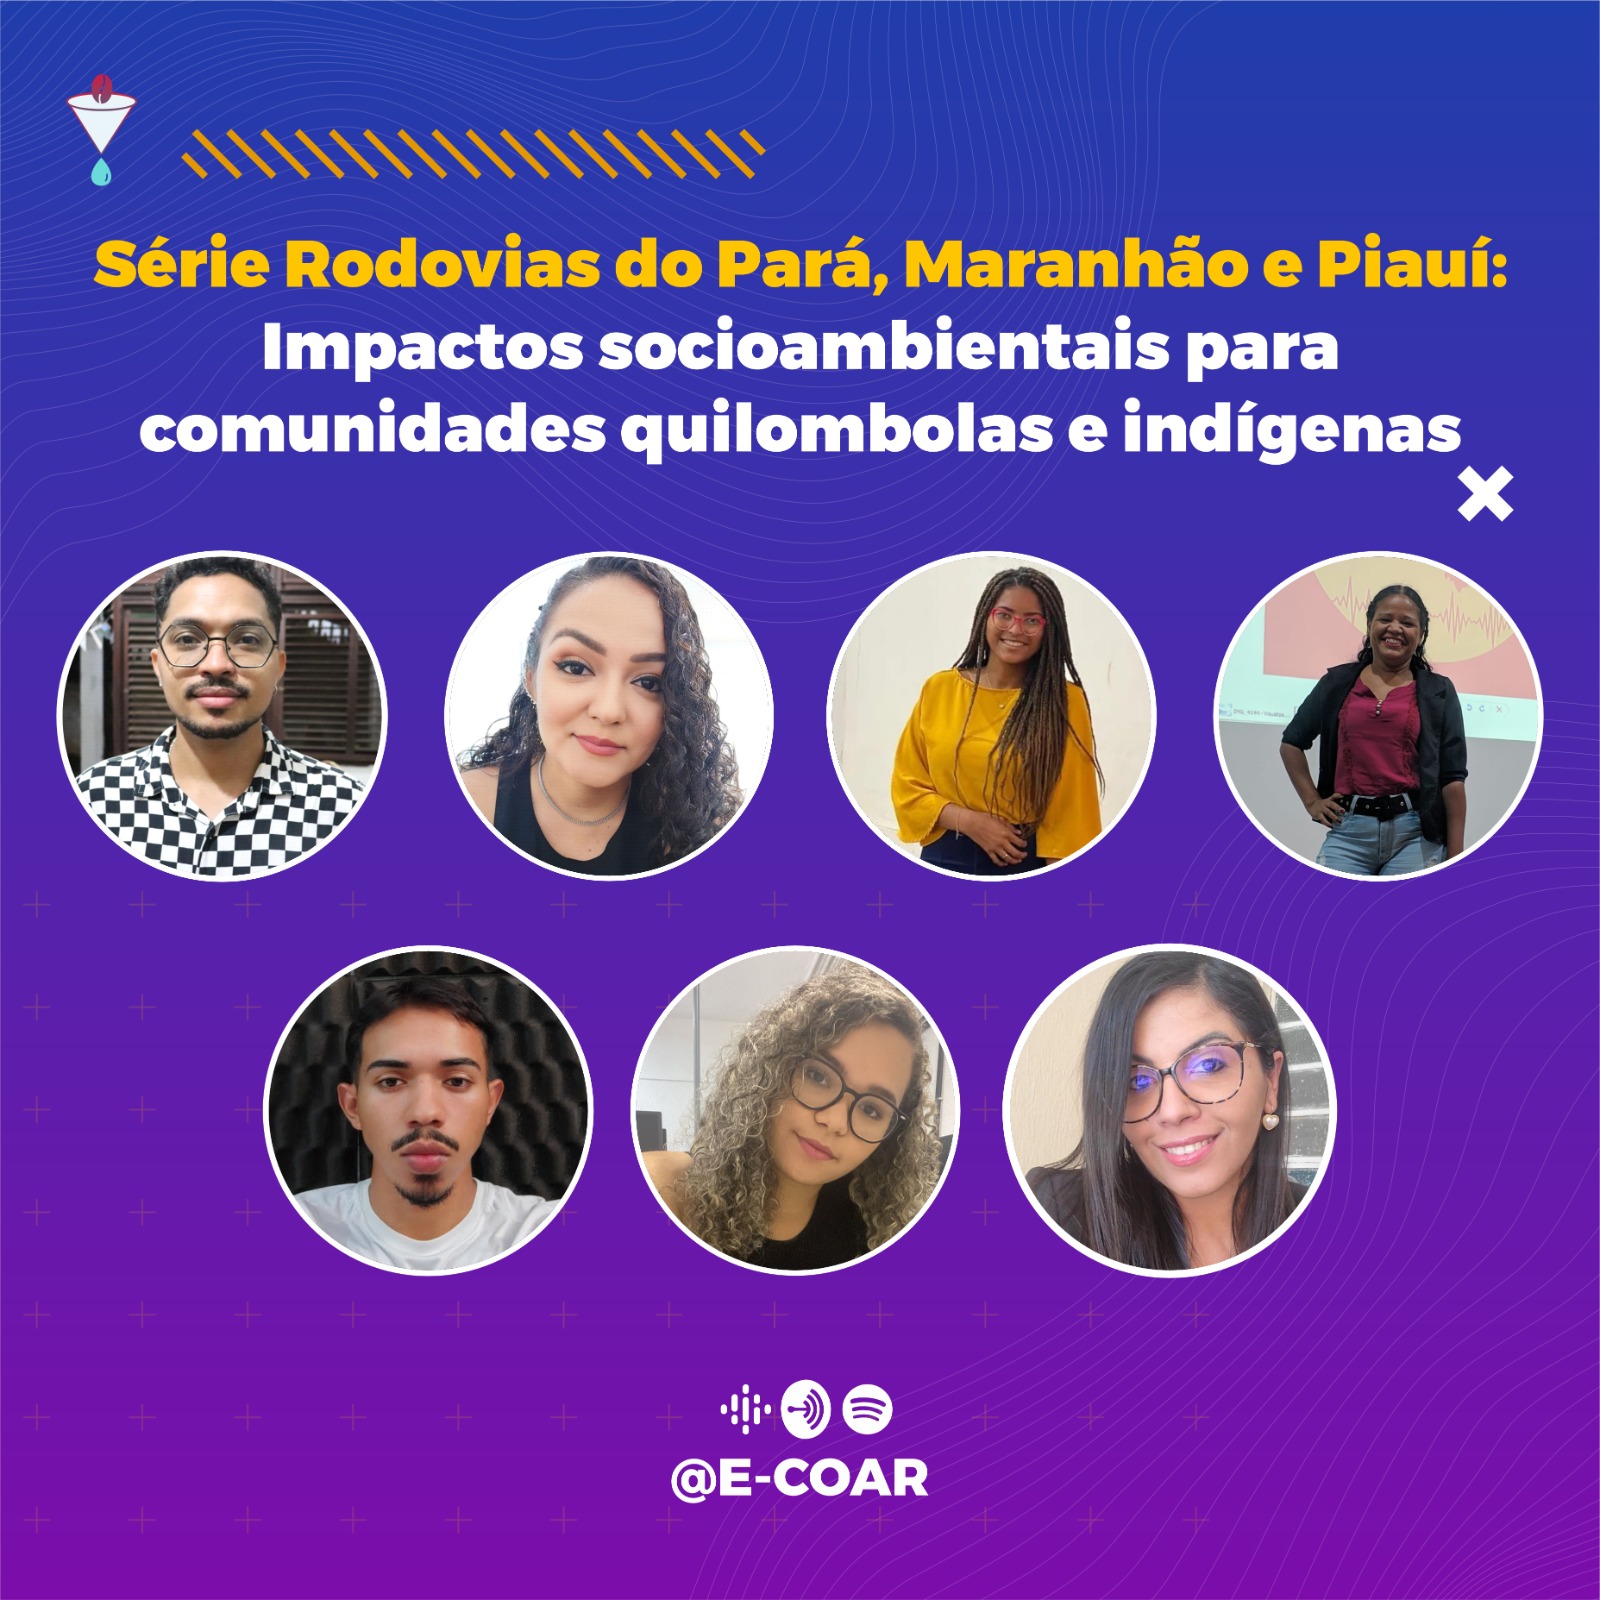 Série Rodovias do Pará, Maranhão e Piauí:
Impactos socioambientais para
comunidades quilombolas e indígenas
@E-COAR